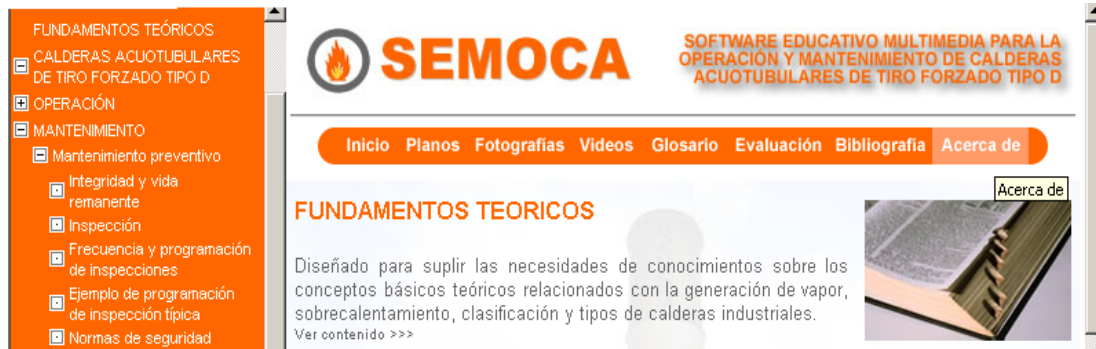 FUNDAMENTOS TEÓRICOS
CALDERAS ACUOTUBULARES
DE TIRO FORZADO TIPO D
OPERACIÓN
MANTENIMIENTO
Mantenimiento preventivo
Integridad y vida
remanente
Inspección
Frecuencia y programación
de inspecciones
Ejemplo de programación
de inspección típica
Normas de seguridad
SEMOCA
SOFTWARE EDUCATIVO MULTIMEDIA PARA LA
OPERACIÓN Y MANTENIMIENTO DE CALDERAS
ACUOTUBULARES DE TIRO FORZADO TIPO D
Inicio Planos Fotografías Videos Glosario Evaluación Bibliografía Acerca de
Acerca de
FUNDAMENTOS TEORICOS
Diseñado para suplir las necesidades de conocimientos sobre los
conceptos básicos teóricos relacionados con la generación de vapor,
sobrecalentamiento, clasificación y tipos de calderas industriales.
Ver contenido >>>